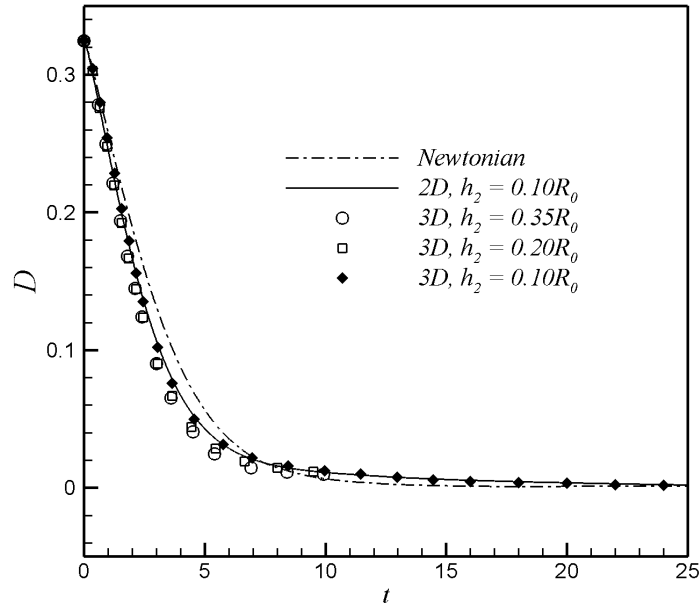 0.3
0.2
0.1
0
D
Newtonian
2D, h₂ = 0.10R₀
3D, h₂ = 0.35R₀
3D, h₂ = 0.20R₀
3D, h₂ = 0.10R₀
0 5 10 15 20 25
t